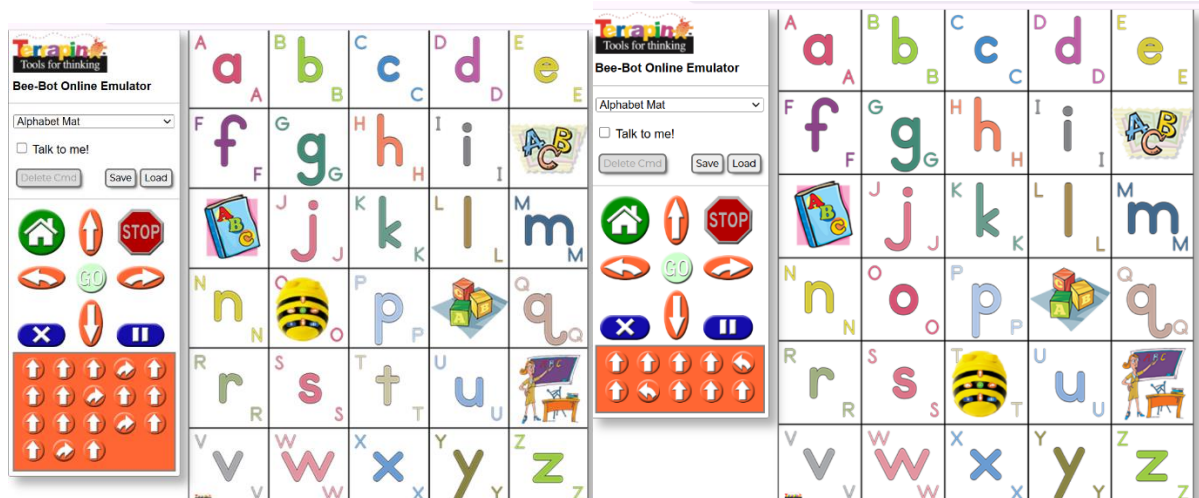 Terrapin
Tools for thinking
Bee-Bot Online Emulator
Alphabet Mat
Talk to me!
Delete Cmd Save Load
STOP
GO
X
A a A B b B C c C D d D E e E
F f F G g G H h H I i I A B C
A B C J j J K k K L l L M m M
N n N O O P p P C A B Q q Q
R r R S s S T t T U u U
V v V W w W X x X Y y Y Z z Z
Terrapin
Tools for thinking
Bee-Bot Online Emulator
Alphabet Mat
Talk to me!
Delete Cmd Save Load
STOP
GO
X
A a A B b B C c C D d D E e E
F f F G g G H h H I i I A B C
A B C J j J K k K L l L M m M
N n N O o O P p P C A B Q q Q
R r R S s S T T U u U
V v V W w W X x X Y y Y Z z Z